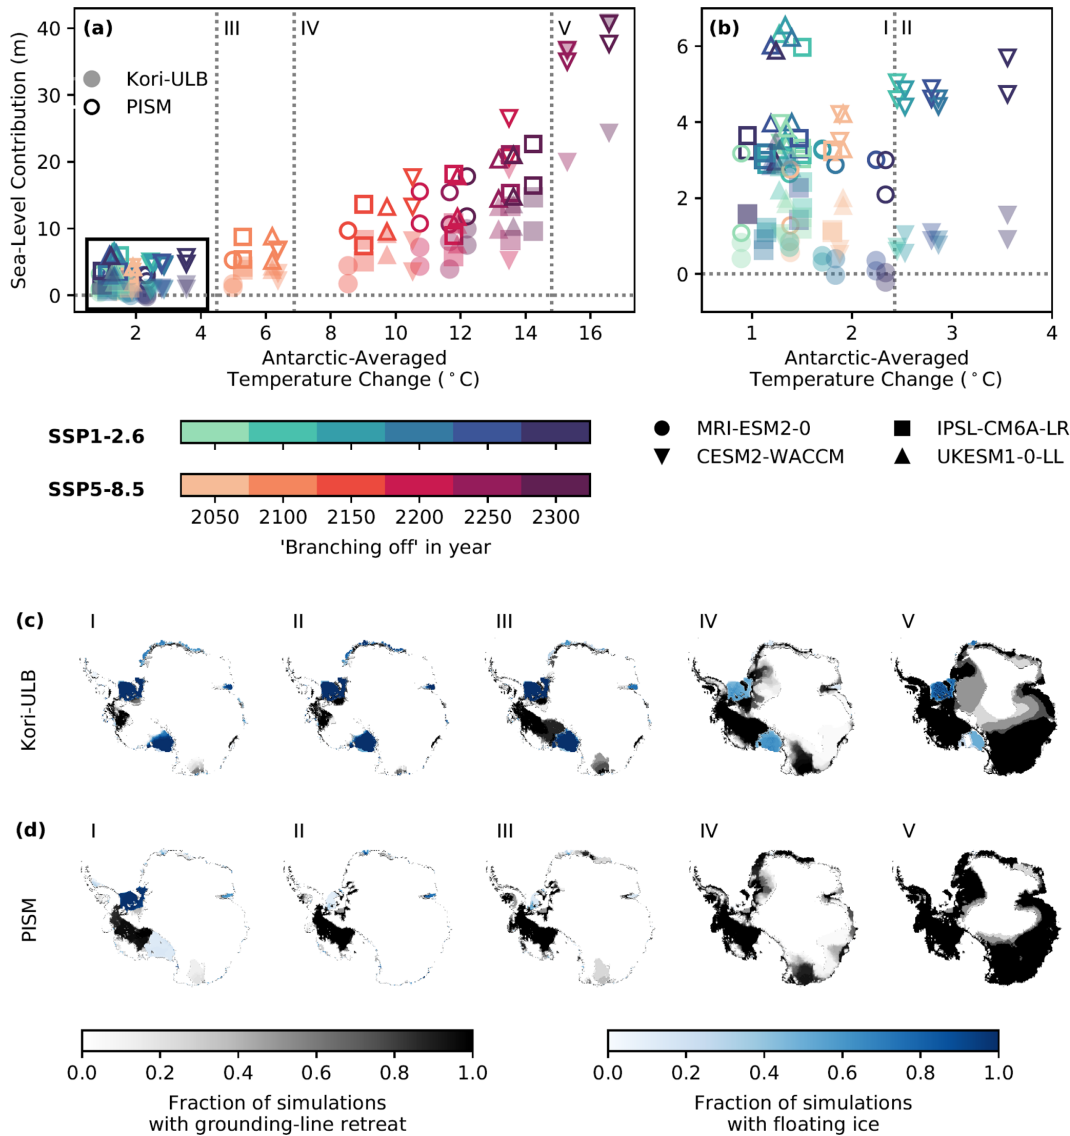 (a)
III
IV
V
Kori-ULB
PISM
Sea-Level Contribution (m)
40
30
20
10
0
2
4
6
8
10
12
14
16
Antarctic-Averaged
Temperature Change (°C)
(b)
I
II
6
4
2
0
1
2
3
4
Antarctic-Averaged
Temperature Change (°C)
SSP1-2.6
SSP5-8.5
2050
2100
2150
2200
2250
2300
'Branching off' in year
MRI-ESM2-0
IPSL-CM6A-LR
CESM2-WACCM
UKESM1-0-LL
(c)
I
II
III
IV
V
Kori-ULB
(d)
I
II
III
IV
V
PISM
0.0
0.2
0.4
0.6
0.8
1.0
Fraction of simulations
with grounding-line retreat
0.0
0.2
0.4
0.6
0.8
1.0
Fraction of simulations
with floating ice